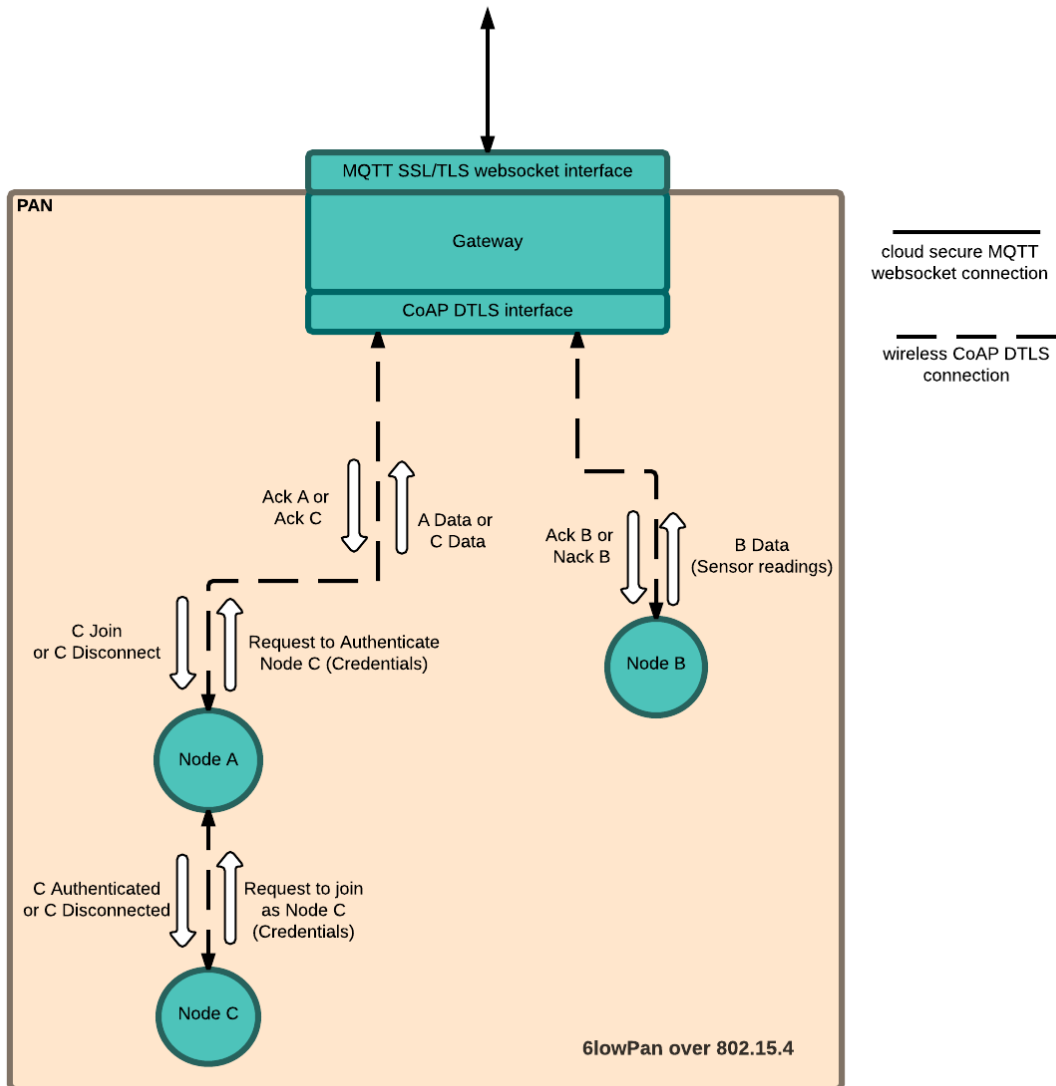 MQTT SSL/TLS websocket interface
PAN
Gateway
CoAP DTLS interface
cloud secure MQTT
websocket connection
wireless CoAP DTLS
connection
Ack A or
Ack C
A Data or
C Data
Ack B or
Nack B
B Data
(Sensor readings)
C Join
or C Disconnect
Request to Authenticate
Node C (Credentials)
Node B
Node A
C Authenticated
or C Disconnected
Request to join
as Node C
(Credentials)
Node C
6lowPan over 802.15.4